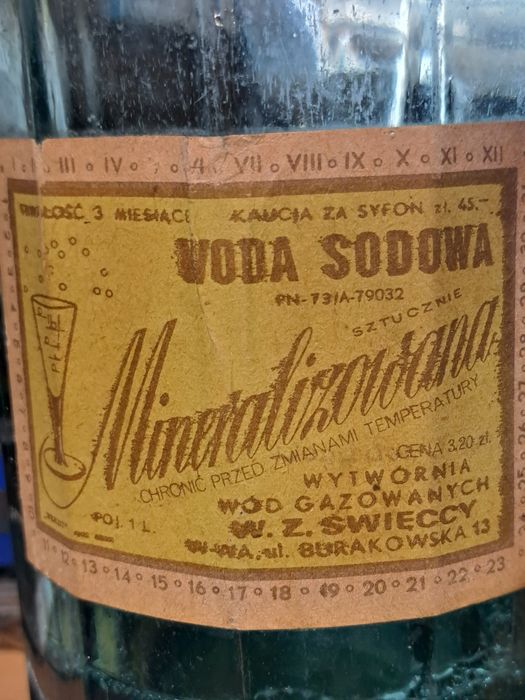 III ○ IV ○ VII ○ VIII ○ IX ○ X ○ XI ○ XII
TRWAŁOŚĆ 3 MIESIĄCE KAUCJA ZA SYFON zł. 45.-
WODA SODOWA
PN-73/A-79032
SZTUCZNIE
Mineralizowana
CHRONIĆ PRZED ZMIANAMI TEMPERATURY
CENA 3,20 zł.
WYTWÓRNIA
WÓD GAZOWANYCH
W. Z. ŚWIĘCCY
W-WA, ul. BURAKOWSKA 13
POJ. 1 L.
11 ○ 12 ○ 13 ○ 14 ○ 15 ○ 16 ○ 17 ○ 18 ○ 19 ○ 20 ○ 21 ○ 22 ○ 23